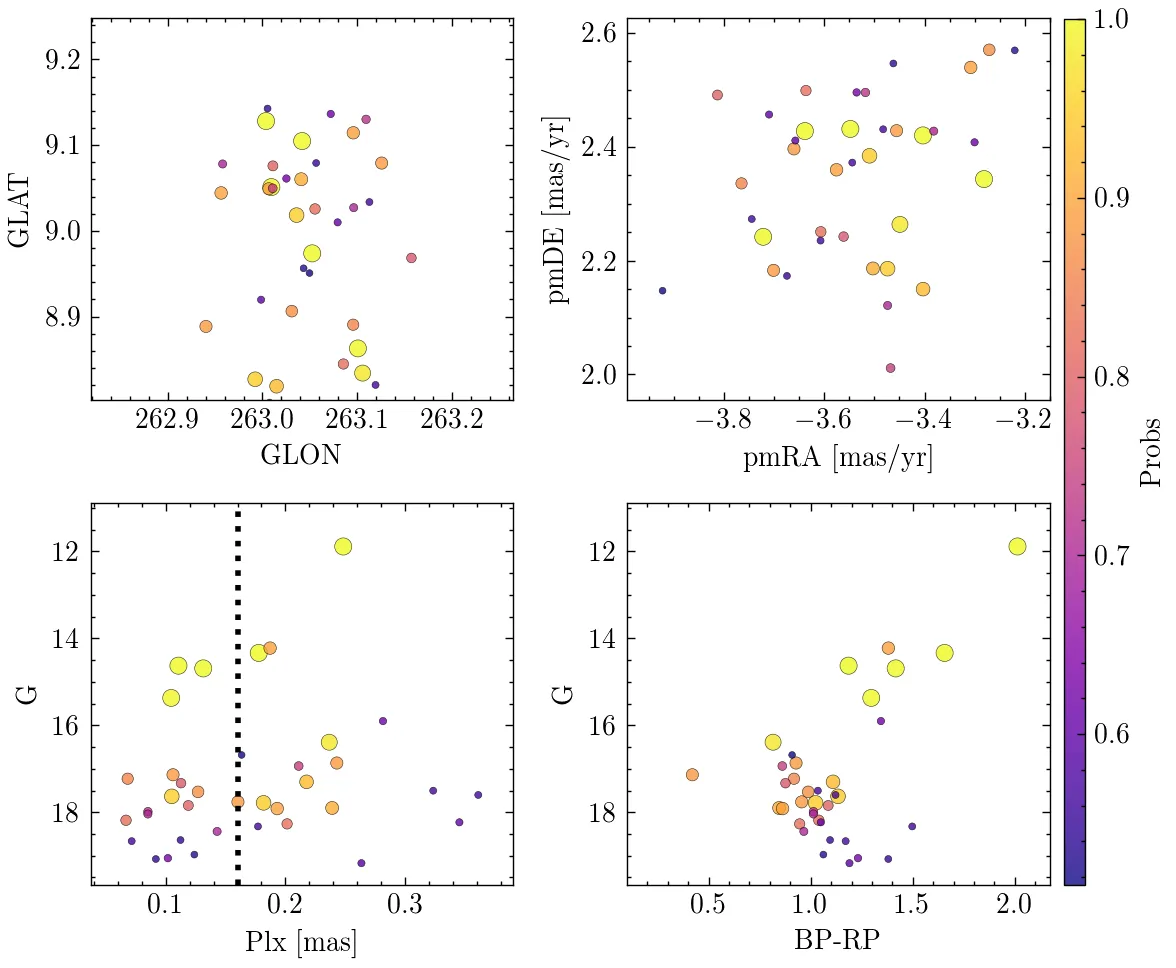 9.2
9.1
9.0
8.9
GLAT
262.9 263.0 263.1 263.2
GLON
2.6
2.4
2.2
2.0
pmDE [mas/yr]
−3.8 −3.6 −3.4 −3.2
pmRA [mas/yr]
12
14
16
18
G
0.1 0.2 0.3
Plx [mas]
12
14
16
18
G
0.5 1.0 1.5 2.0
BP-RP
1.0
0.9
0.8
0.7
0.6
Probs